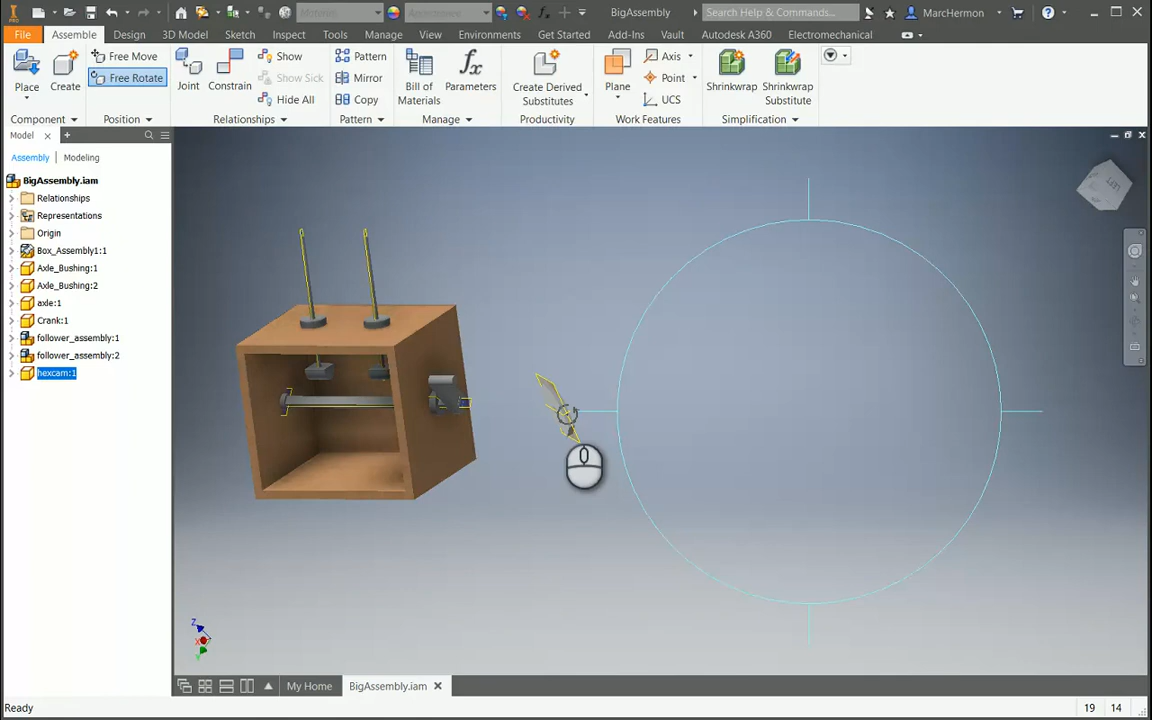 BigAssembly
Search Help & Commands...
MarcHermon
File
Assemble
Design
3D Model
Sketch
Inspect
Tools
Manage
View
Environments
Get Started
Add-Ins
Vault
Autodesk A360
Electromechanical
Place
Create
Free Move
Free Rotate
Joint
Constrain
Show
Show Sick
Hide All
Pattern
Mirror
Copy
Bill of
Materials
Parameters
Create Derived
Substitutes
Plane
Axis
Point
UCS
Shrinkwrap
Shrinkwrap
Substitute
Component
Position
Relationships
Pattern
Manage
Productivity
Work Features
Simplification
Model
Assembly
Modeling
BigAssembly.iam
Relationships
Representations
Origin
Box_Assembly1:1
Axle_Bushing:1
Axle_Bushing:2
axle:1
Crank:1
follower_assembly:1
follower_assembly:2
hexcam:1
LEFT
Z
X
Y
My Home
BigAssembly.iam
Ready
19
14